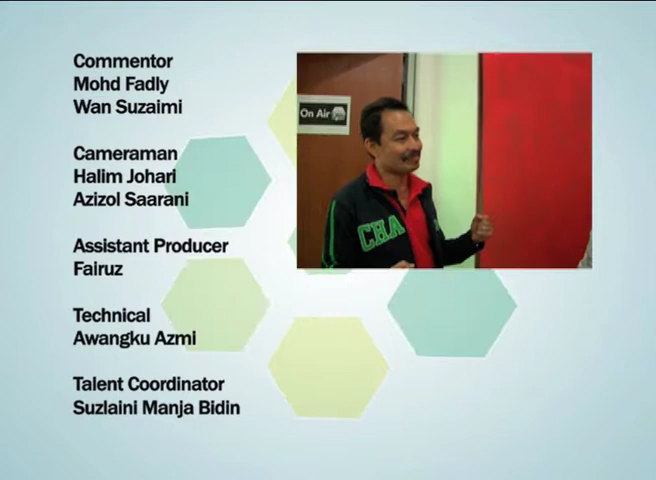 Commentor
Mohd Fadly
Wan Suzaimi
Cameraman
Halim Johari
Azizol Saarani
Assistant Producer
Fairuz
Technical
Awangku Azmi
Talent Coordinator
Suzlaini Manja Bidin
On Air
CHA